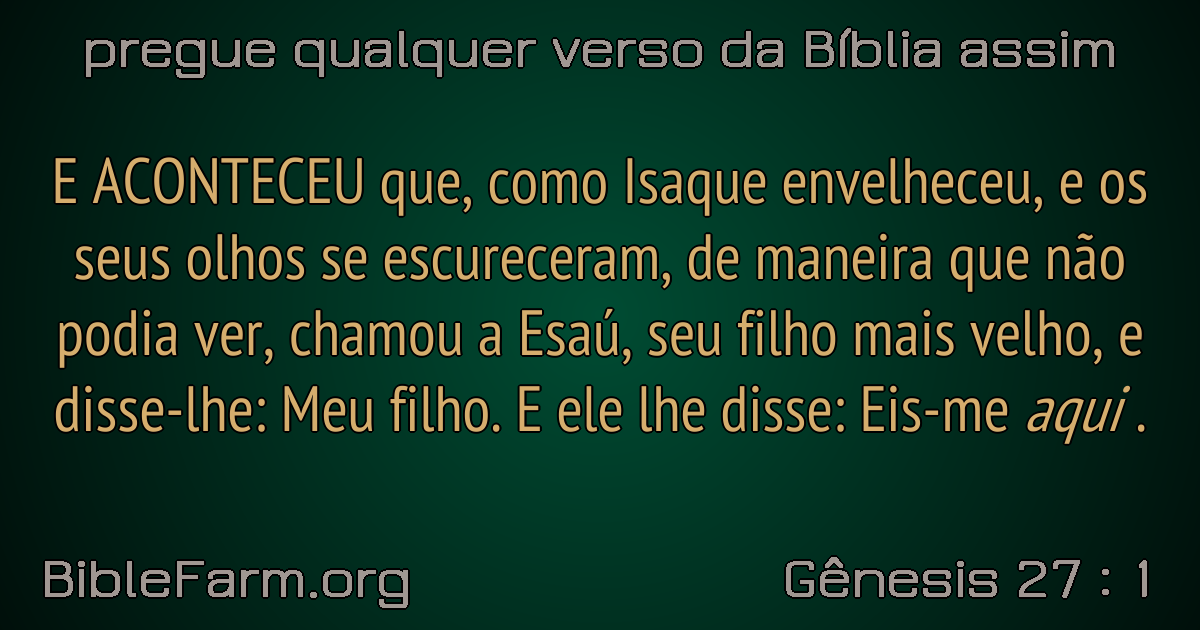 pregue qualquer verso da Bíblia assim
E ACONTECEU que, como Isaque envelheceu, e os
seus olhos se escureceram, de maneira que não
podia ver, chamou a Esaú, seu filho mais velho, e
disse-lhe: Meu filho. E ele lhe disse: Eis-me aqui .
BibleFarm.org
Gênesis 27 : 1